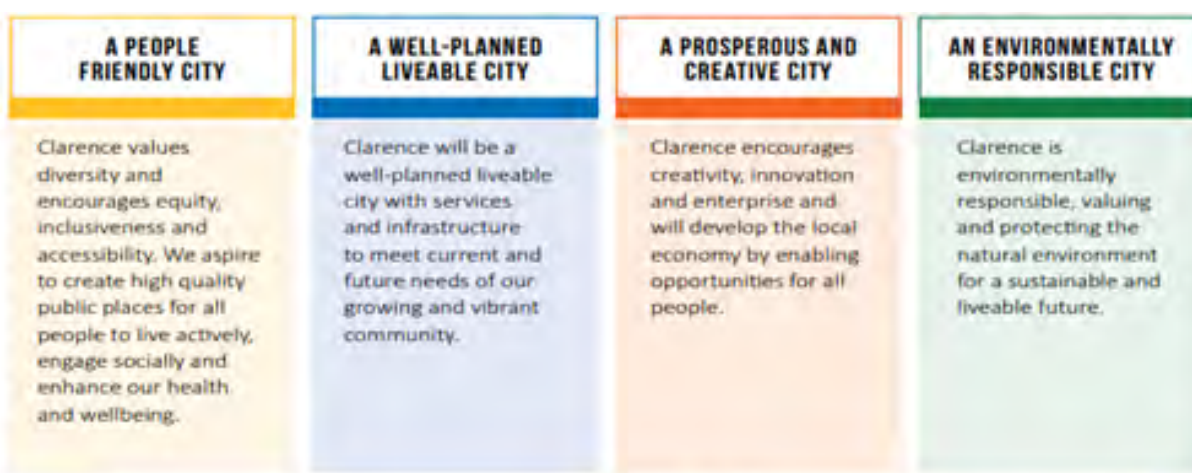 A PEOPLE
FRIENDLY CITY
Clarence values
diversity and
encourages equity,
inclusiveness and
accessibility. We aspire
to create high quality
public places for all
people to live actively,
engage socially and
enhance our health
and wellbeing.
A WELL-PLANNED
LIVEABLE CITY
Clarence will be a
well-planned liveable
city with services
and infrastructure
to meet current and
future needs of our
growing and vibrant
community.
A PROSPEROUS AND
CREATIVE CITY
Clarence encourages
creativity, innovation
and enterprise and
will develop the local
economy by enabling
opportunities for all
people.
AN ENVIRONMENTALLY
RESPONSIBLE CITY
Clarence is
environmentally
responsible, valuing
and protecting the
natural environment
for a sustainable and
liveable future.